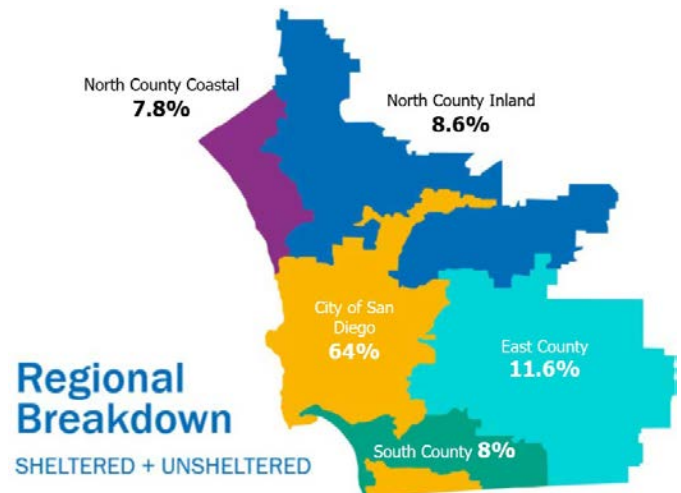 North County Coastal
7.8%
North County Inland
8.6%
City of San
Diego
64%
East County
11.6%
Regional
Breakdown
South County 8%
SHELTERED + UNSHELTERED